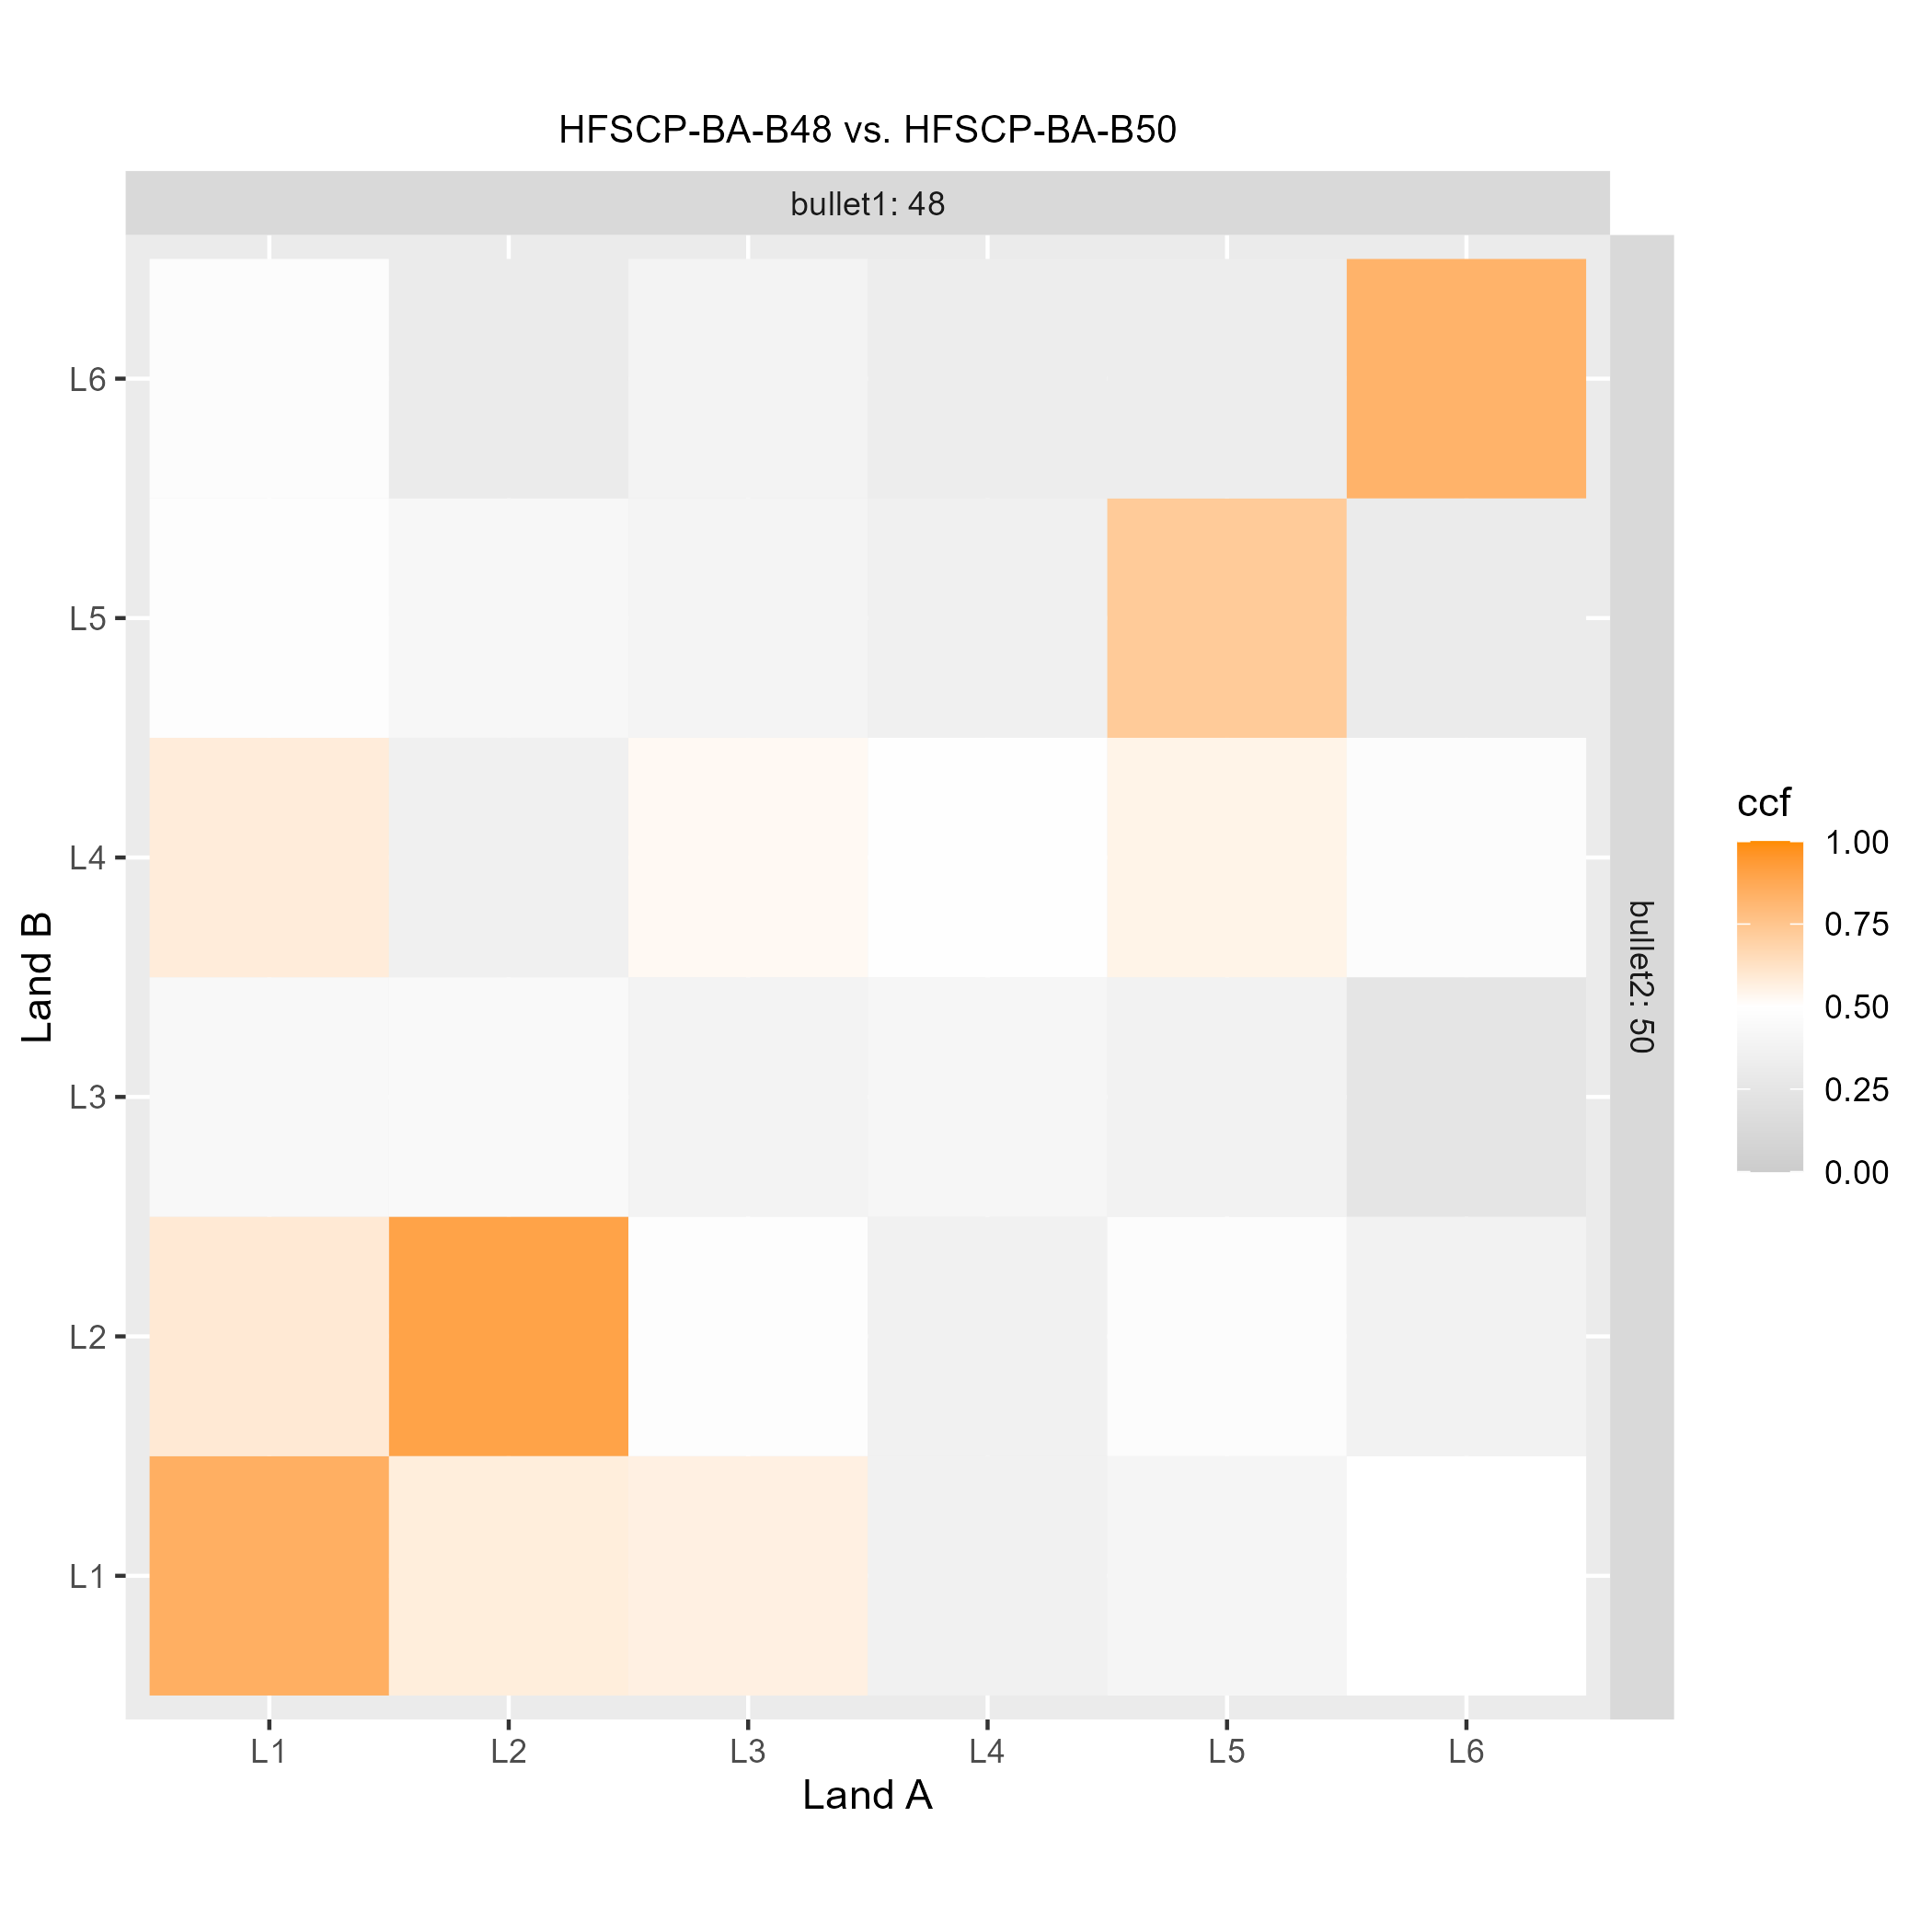 HFSCP-BA-B48 vs. HFSCP-BA-B50
bullet1: 48
L6
L5
L4
L3
L2
L1
Land B
bullet2: 50
L1 L2 L3 L4 L5 L6
Land A
ccf
1.00
0.75
0.50
0.25
0.00